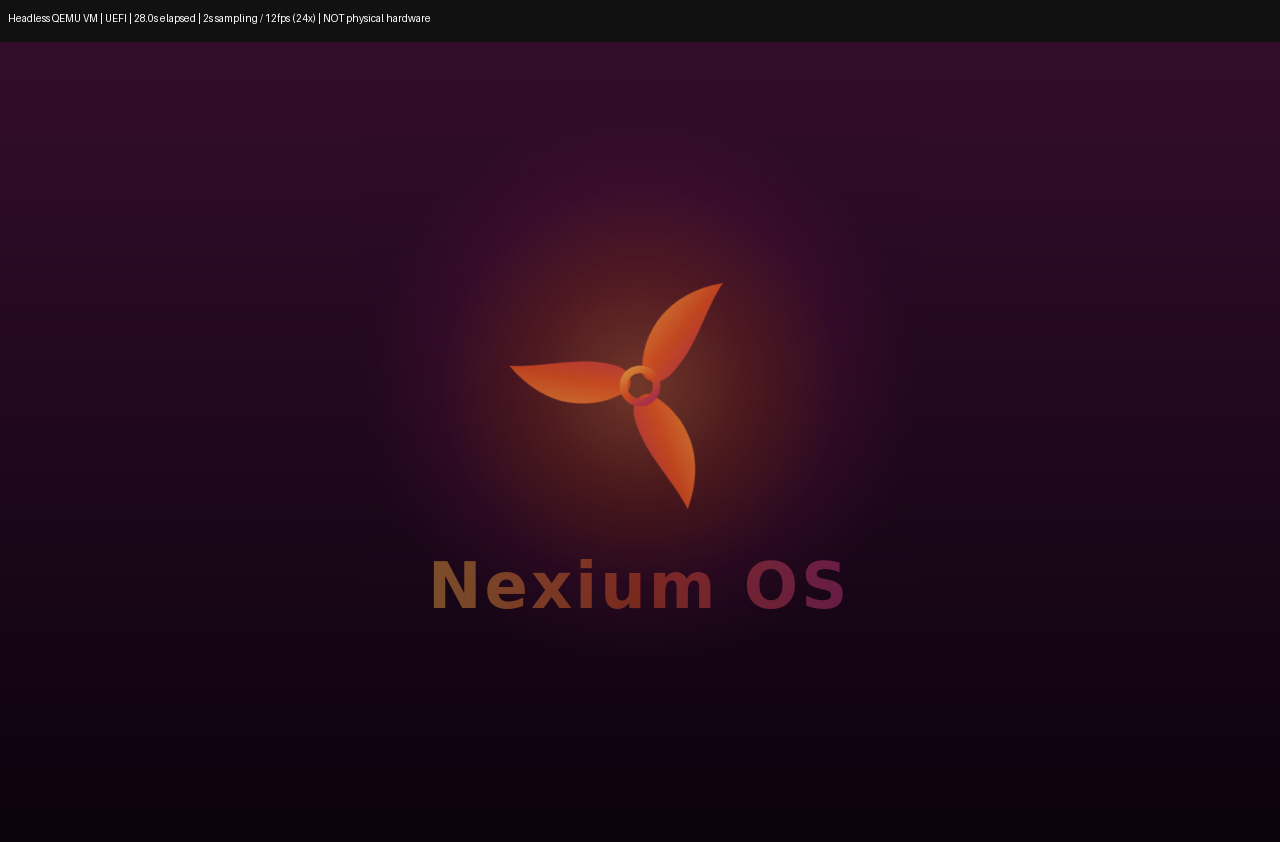 Headless QEMU VM | UEFI | 28.0s elapsed | 2s sampling / 12fps (24x) | NOT physical hardware
Nexium OS